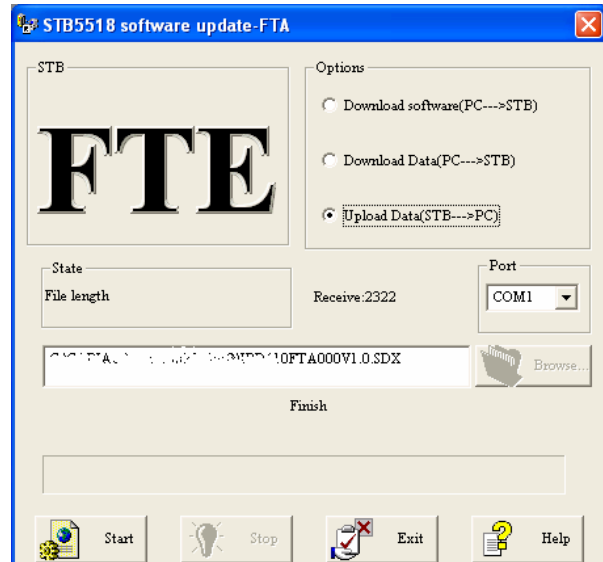 STB5518 software update-FTA
STB
FTE
Options
Download software(PC--->STB)
Download Data(PC--->STB)
Upload Data(STB--->PC)
State
File length
Receive:2322
Port
COM1
FTA000V1.0.SDX
Browse...
Finish
Start
Stop
Exit
Help